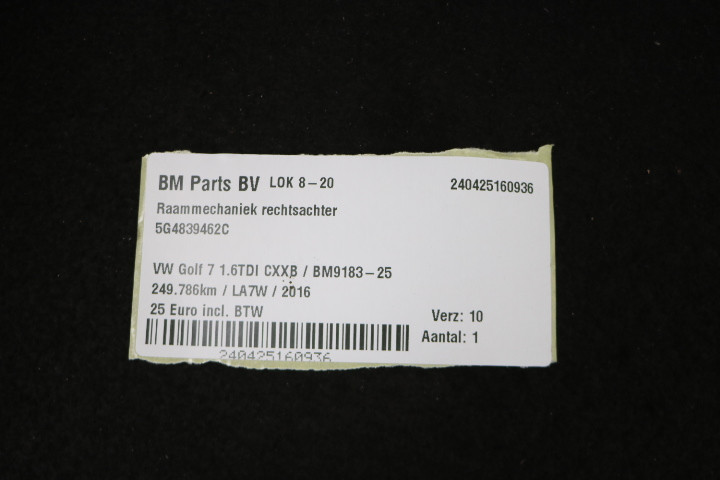 BM Parts BV LOK 8-20 240425160936
Raammechaniek rechtsachter
5G4839462C
VW Golf 7 1.6TDI CXXB / BM9183-25
249.786km / LA7W / 2016
25 Euro incl. BTW
Verz: 10
Aantal: 1
240425160936